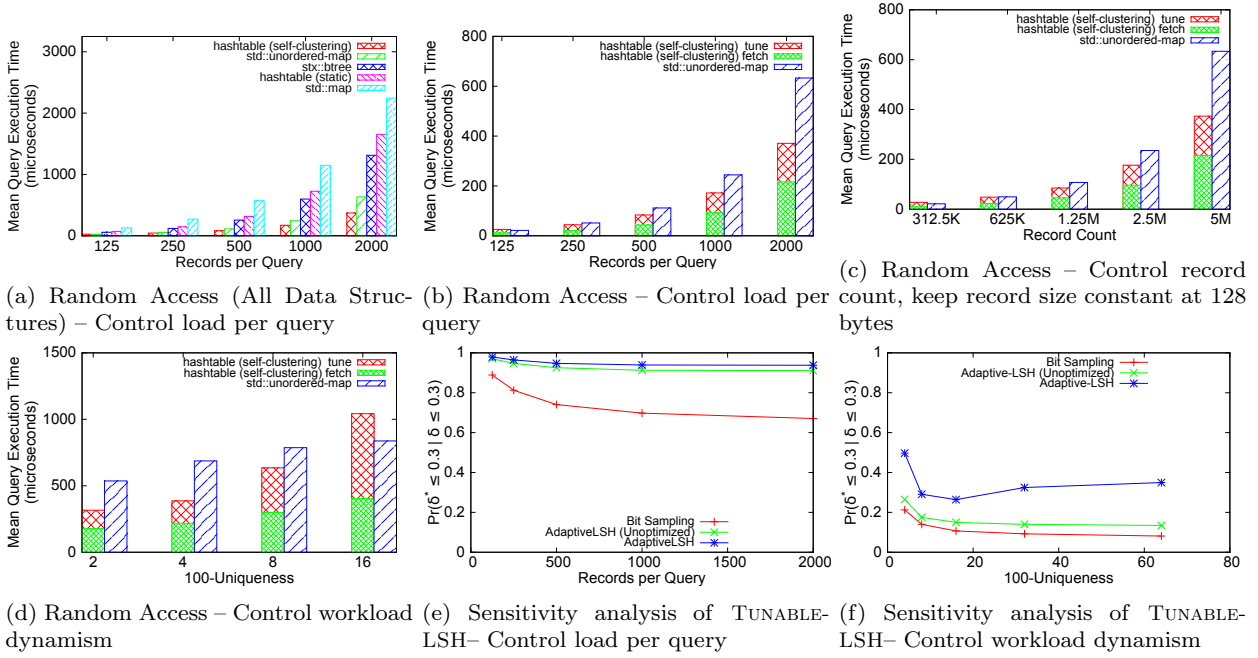 Mean Query Execution Time
(microseconds)
3000
2000
1000
0
hashtable (self-clustering)
std::unordered-map
stx::btree
hashtable (static)
std::map
125 250 500 1000 2000
Records per Query
(a) Random Access (All Data Struc-
tures) – Control load per query
Mean Query Execution Time
(microseconds)
800
600
400
200
0
hashtable (self-clustering) tune
hashtable (self-clustering) fetch
std::unordered-map
125 250 500 1000 2000
Records per Query
(b) Random Access – Control load per
query
Mean Query Execution Time
(microseconds)
800
600
400
200
0
hashtable (self-clustering) tune
hashtable (self-clustering) fetch
std::unordered-map
312.5K 625K 1.25M 2.5M 5M
Record Count
(c) Random Access – Control record
count, keep record size constant at 128
bytes
Mean Query Execution Time
(microseconds)
1500
1000
500
0
hashtable (self-clustering) tune
hashtable (self-clustering) fetch
std::unordered-map
2 4 8 16
100-Uniqueness
(d) Random Access – Control workload
dynamism
Pr(δ* ≤ 0.3 | δ ≤ 0.3)
1
0.8
0.6
0.4
0.2
0
Bit Sampling
AdaptiveLSH (Unoptimized)
AdaptiveLSH
0 500 1000 1500 2000
Records per Query
(e) Sensitivity analysis of TUNABLE-
LSH– Control load per query
Pr(δ* ≤ 0.3 | δ ≤ 0.3)
1
0.8
0.6
0.4
0.2
0
Bit Sampling
Adaptive-LSH (Unoptimized)
Adaptive-LSH
0 20 40 60 80
100-Uniqueness
(f) Sensitivity analysis of TUNABLE-
LSH– Control workload dynamism